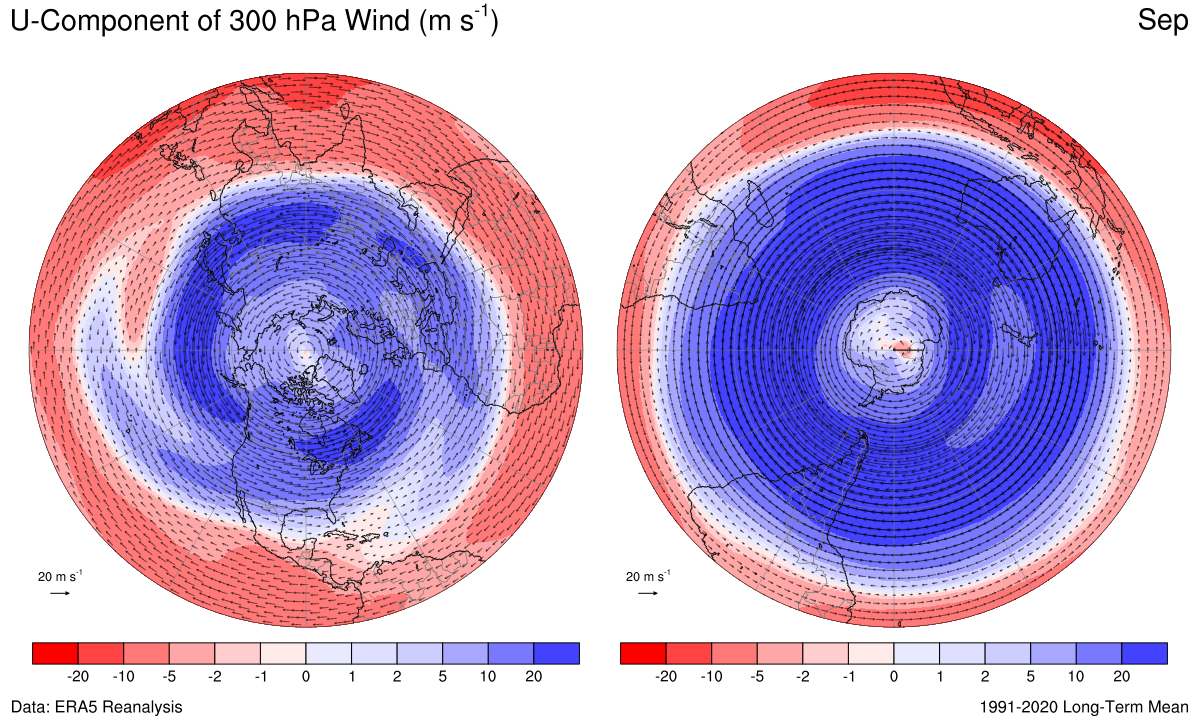 U-Component of 300 hPa Wind (m s⁻¹)
Sep
20 m s⁻¹
20 m s⁻¹
-20 -10 -5 -2 -1 0 1 2 5 10 20
-20 -10 -5 -2 -1 0 1 2 5 10 20
Data: ERA5 Reanalysis
1991-2020 Long-Term Mean